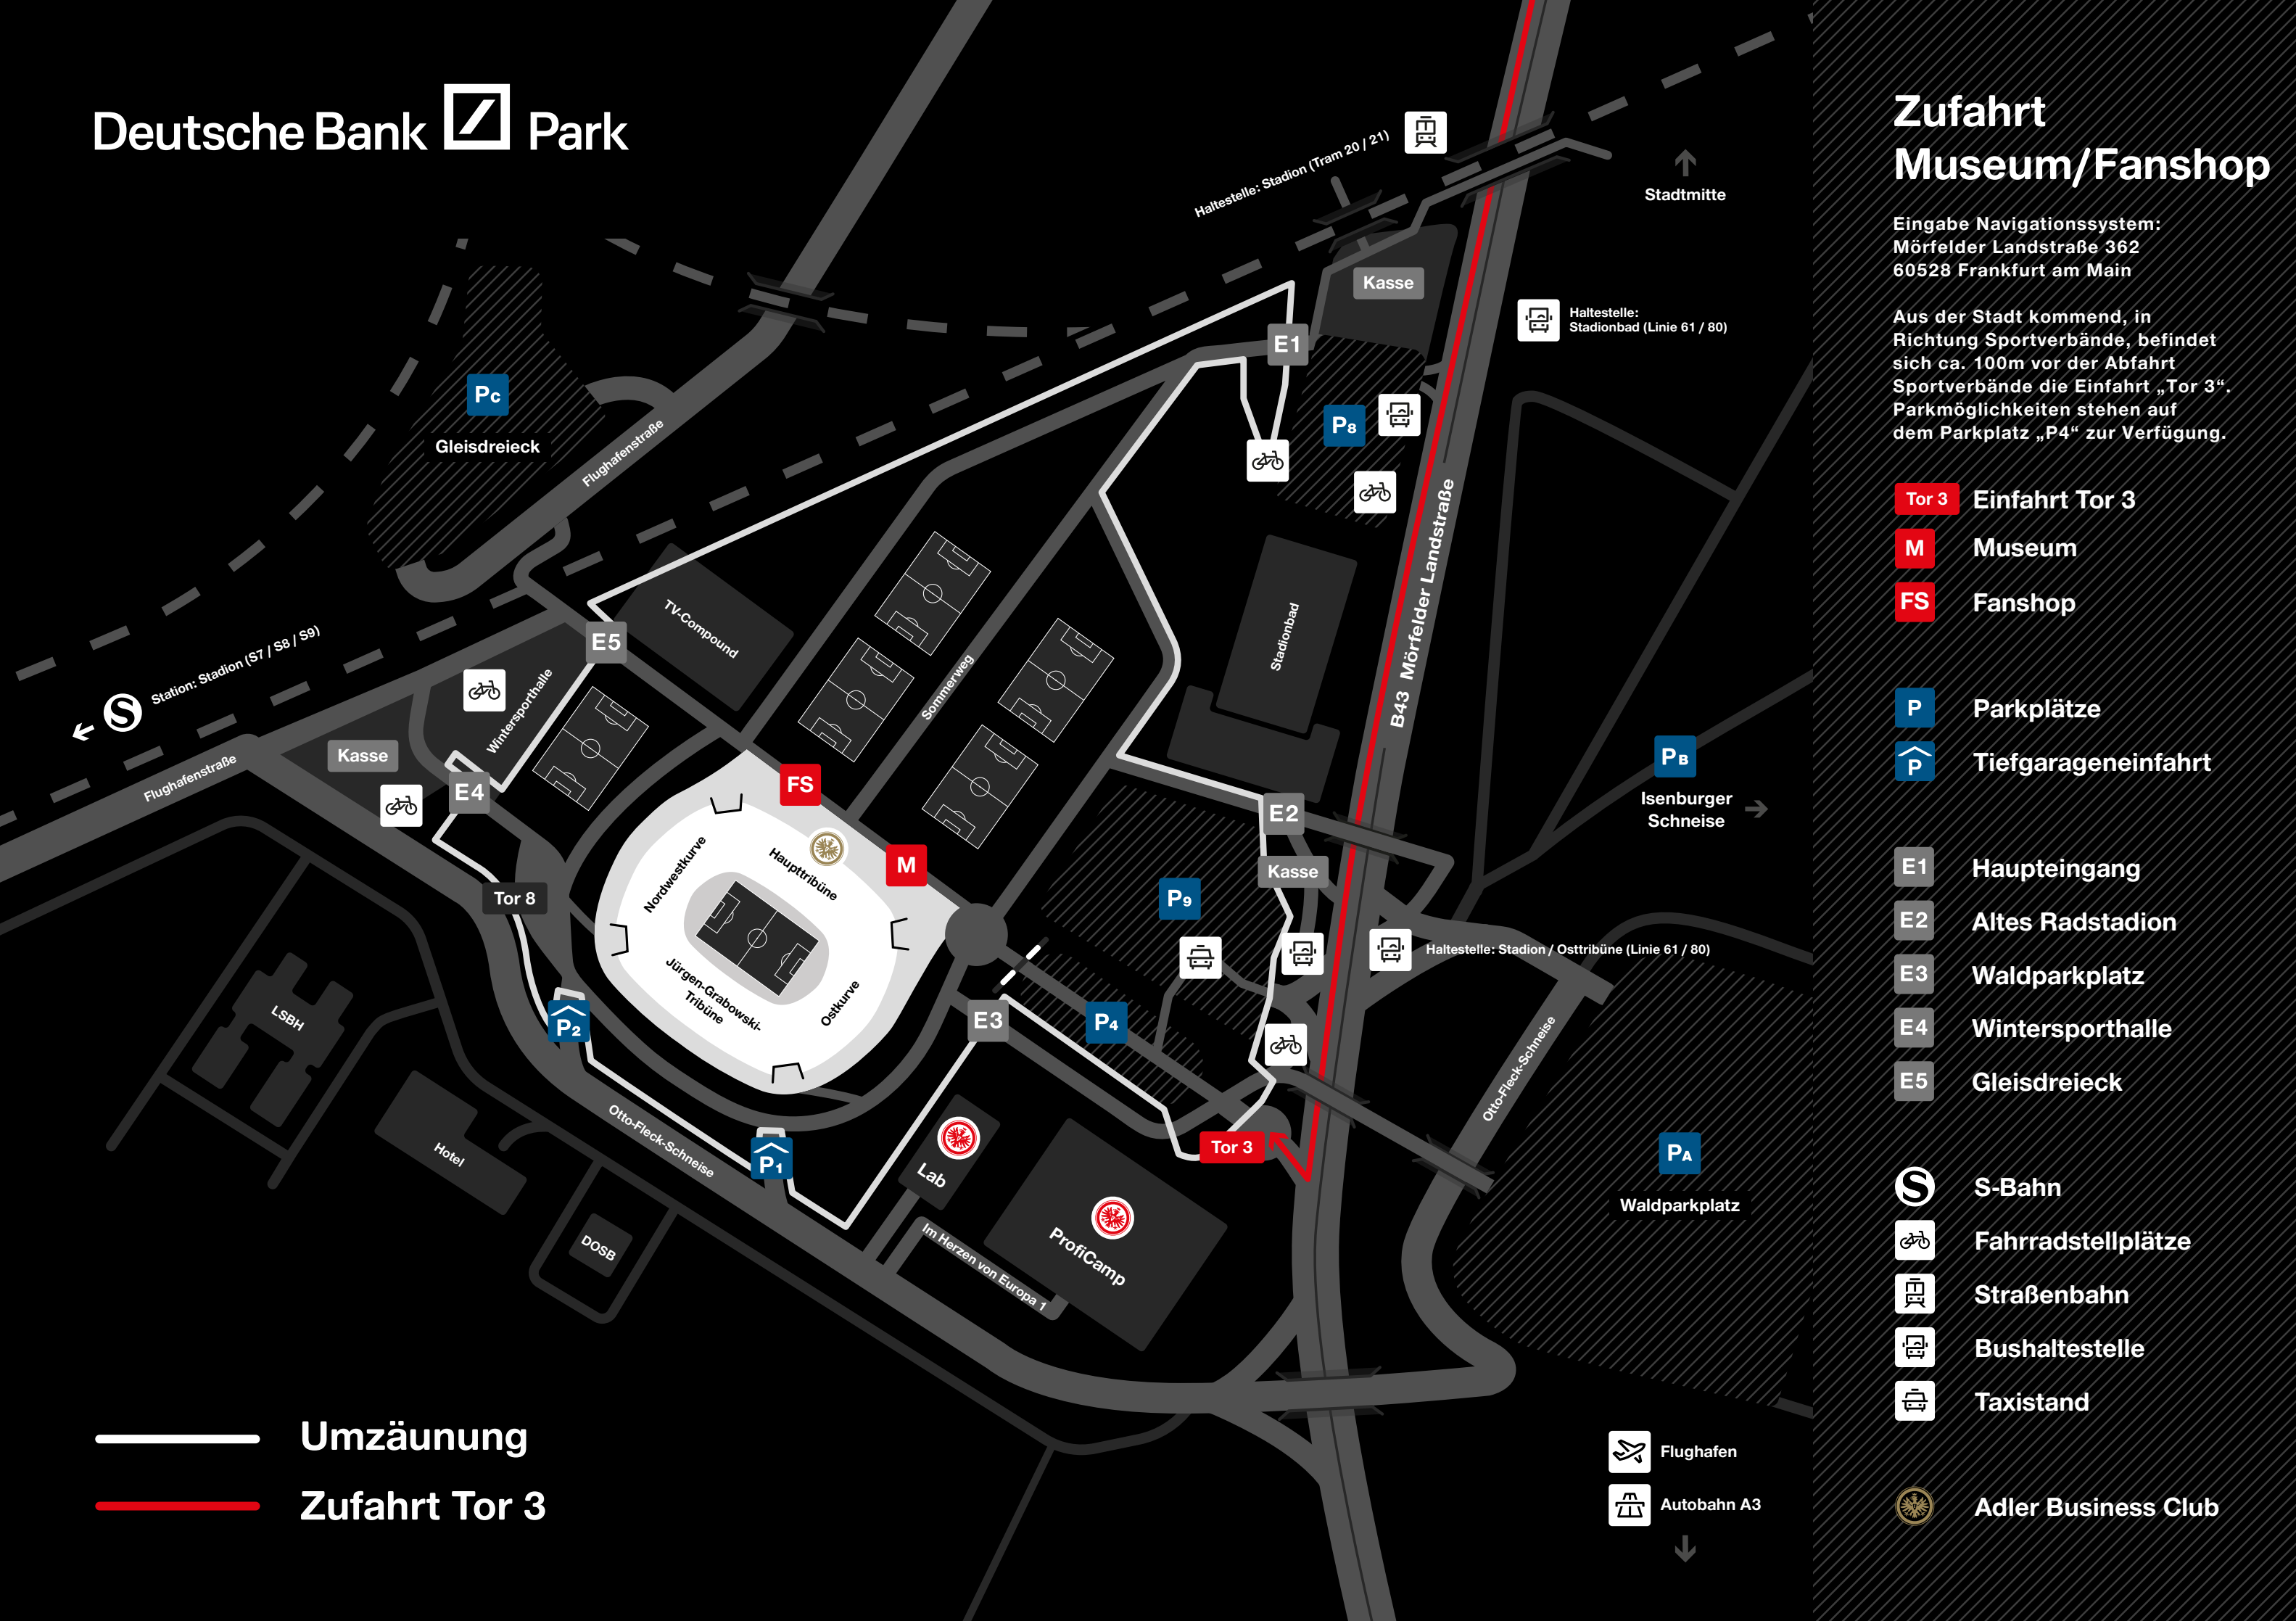 Deutsche Bank Park
Haltestelle: Stadion (Tram 20 / 21)
Stadtmitte
Kasse
E1
Haltestelle:
Stadionbad (Linie 61 / 80)
Pc
Gleisdreieck
Flughafenstraße
P8
B43 Mörfelder Landstraße
Stadionbad
TV-Compound
E5
Sommerweg
S
Station: Stadion (S7 / S8 / S9)
Wintersporthalle
Kasse
Flughafenstraße
E4
FS
M
Nordwestkurve
Haupttribüne
Jürgen-Grabowski-
Tribüne
Ostkurve
E2
Kasse
PB
Isenburger
Schneise
Tor 8
P9
Haltestelle: Stadion / Osttribüne (Linie 61 / 80)
LSBH
P2
E3
P4
Otto-Fleck-Schneise
Hotel
Otto-Fleck-Schneise
P1
Lab
Tor 3
PA
Waldparkplatz
DOSB
Im Herzen von Europa 1
ProfiCamp
Umzäunung
Zufahrt Tor 3
Flughafen
Autobahn A3
Zufahrt
Museum/Fanshop
Eingabe Navigationssystem:
Mörfelder Landstraße 362
60528 Frankfurt am Main
Aus der Stadt kommend, in
Richtung Sportverbände, befindet
sich ca. 100m vor der Abfahrt
Sportverbände die Einfahrt „Tor 3“.
Parkmöglichkeiten stehen auf
dem Parkplatz „P4“ zur Verfügung.
Tor 3 Einfahrt Tor 3
M Museum
FS Fanshop
P Parkplätze
P Tiefgarageneinfahrt
E1 Haupteingang
E2 Altes Radstadion
E3 Waldparkplatz
E4 Wintersporthalle
E5 Gleisdreieck
S S-Bahn
Fahrradstellplätze
Straßenbahn
Bushaltestelle
Taxistand
Adler Business Club